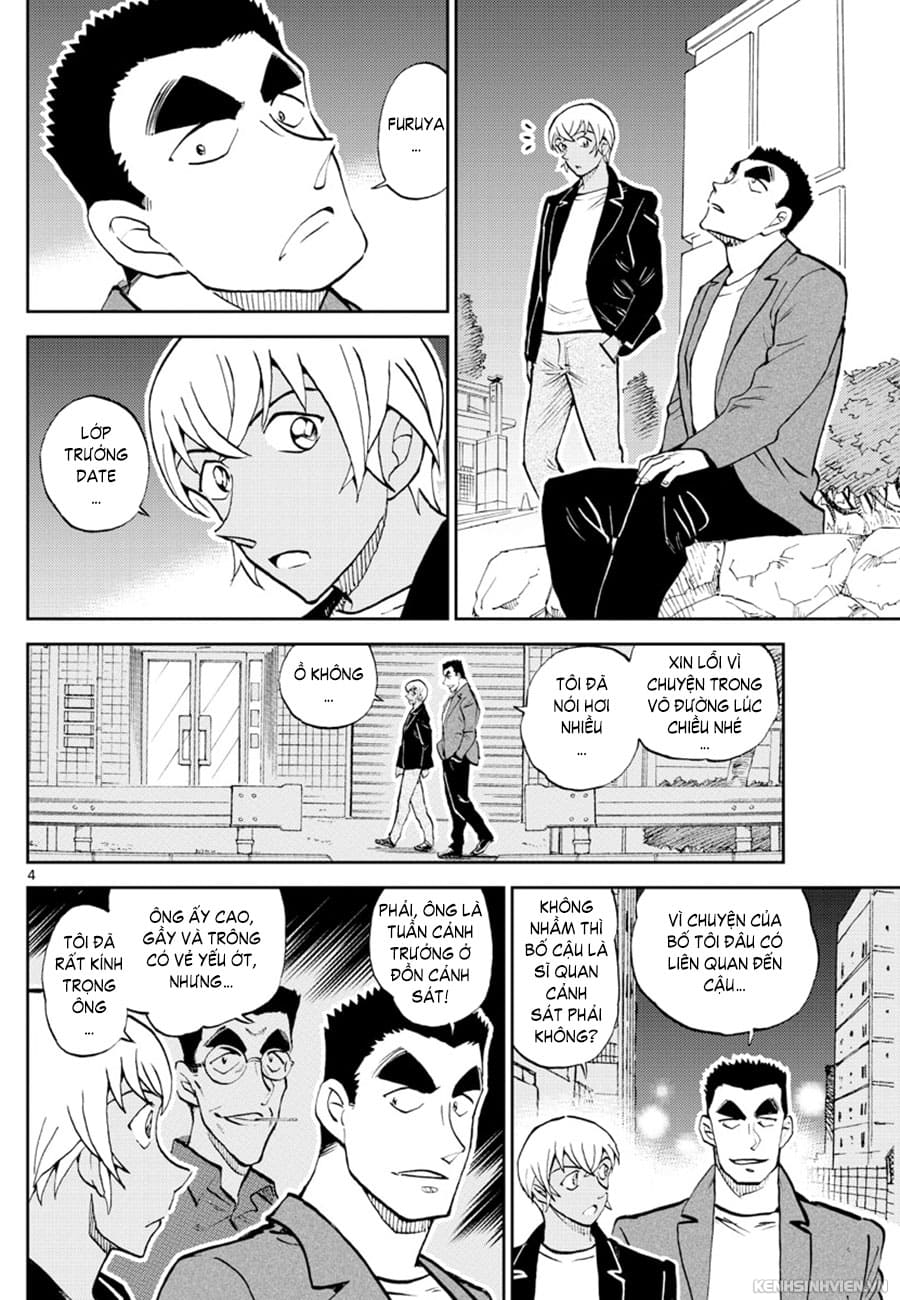 FURUYA
...
LỚP
TRƯỞNG
DATE
...
XIN LỖI VÌ
CHUYỆN TRONG
VÕ ĐƯỜNG LÚC
CHIỀU NHÉ
...
TÔI ĐÃ
NÓI HƠI
NHIỀU
Ồ KHÔNG
...
4
VÌ CHUYỆN CỦA
BỐ TÔI ĐÂU CÓ
LIÊN QUAN ĐẾN
CẬU...
KHÔNG
NHẦM THÌ
BỐ CẬU LÀ
SĨ QUAN
CẢNH
SÁT PHẢI
KHÔNG?
PHẢI, ÔNG LÀ
TUẦN CẢNH
TRƯỞNG Ở
ĐỒN CẢNH
SÁT!
ÔNG ẤY CAO,
GẦY VÀ TRÔNG
CÓ VẺ YẾU ỚT,
NHƯNG...
TÔI ĐÃ
RẤT KÍNH
TRỌNG
ÔNG
...
KENHSINHVIEN.VN